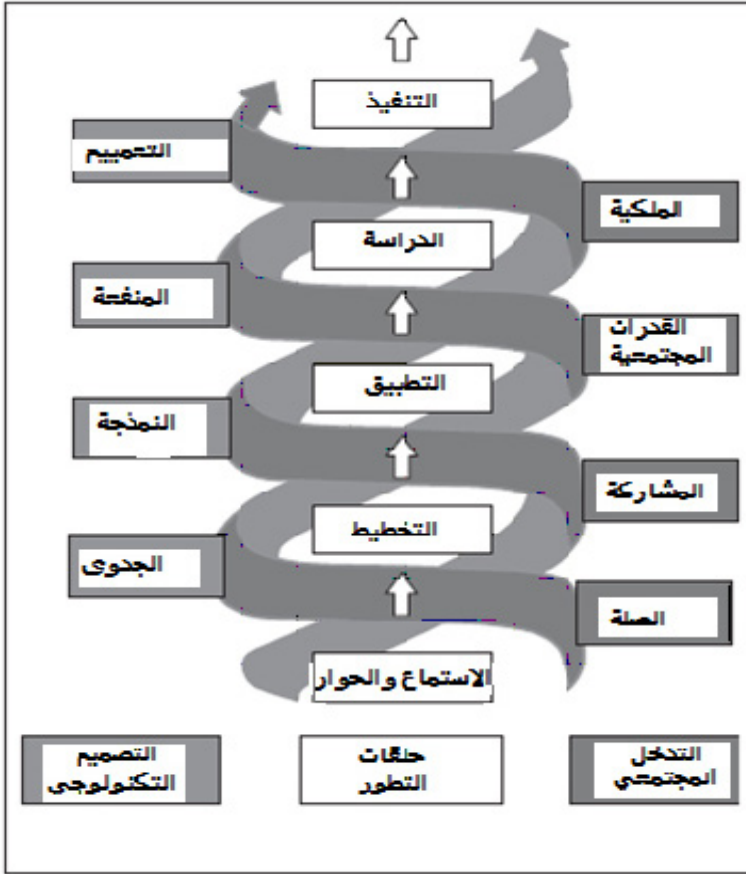 التنفيذ
التعمييم
الملكية
الدراسة
المنفعة
القدرات
المجتمعية
التطبيق
النمذجة
المشاركة
التخطيط
الجدوى
الصلة
الاستماع والحوار
التدخل
المجتمعي
حلقات
التطور
التصميم
التكنولوجى